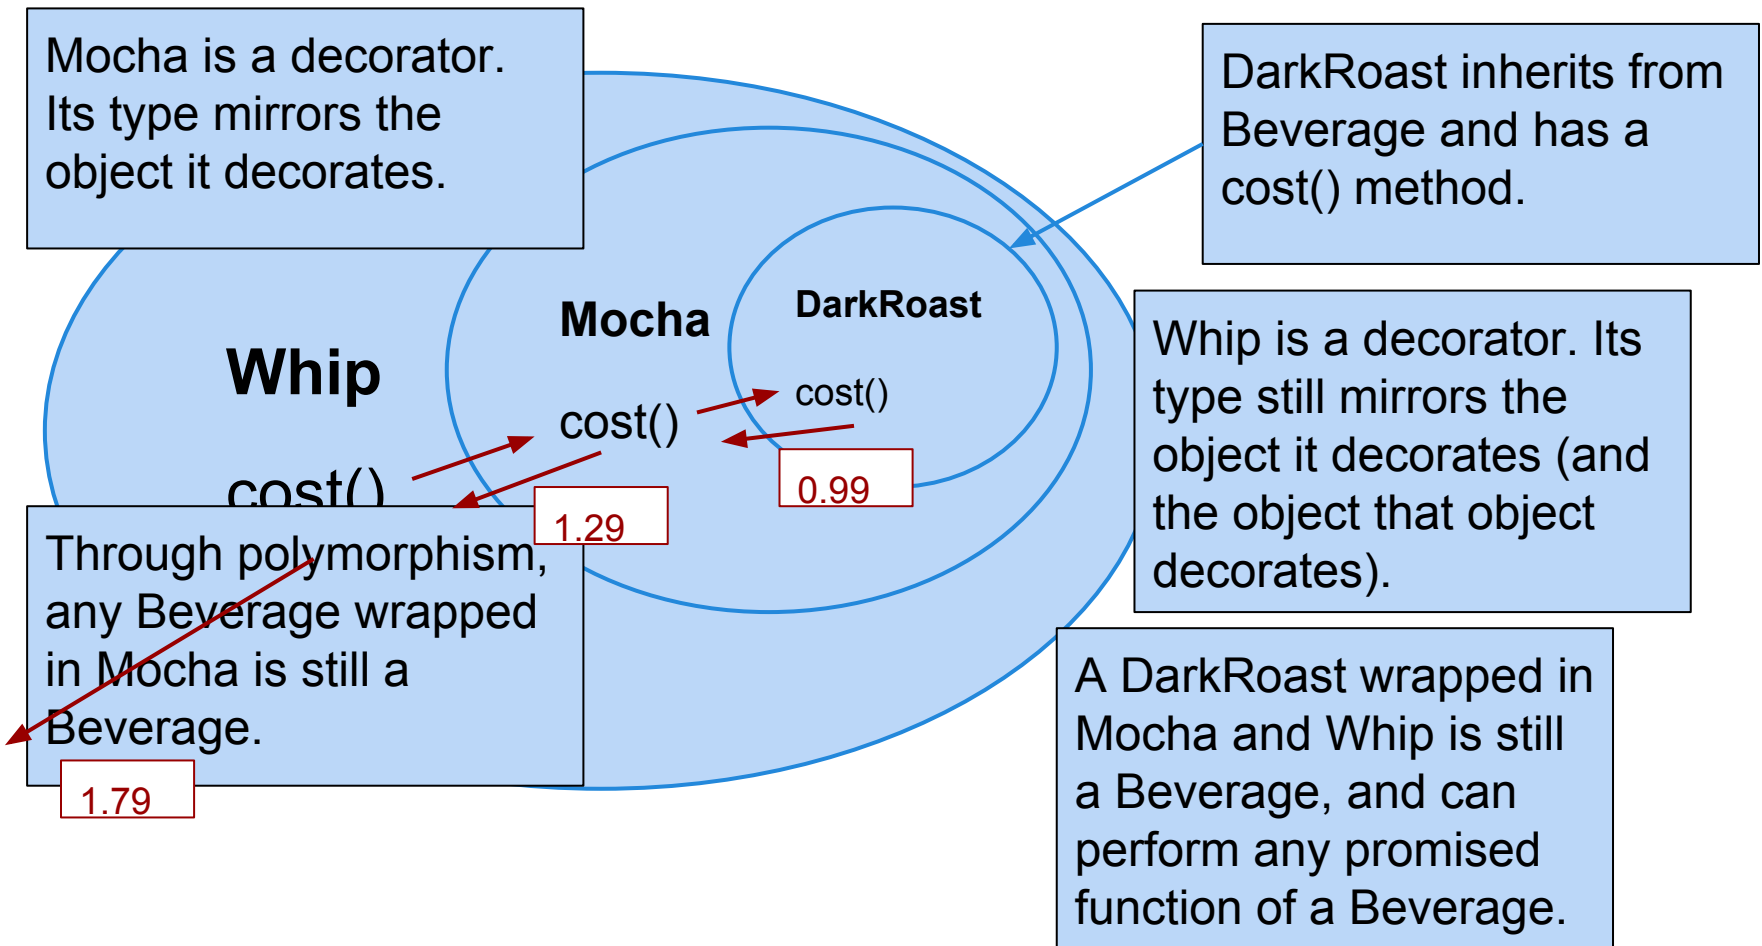 Mocha is a decorator.
Its type mirrors the
object it decorates.
DarkRoast inherits from
Beverage and has a
cost() method.
Whip
cost()
Mocha
cost()
DarkRoast
cost()
0.99
1.29
Whip is a decorator. Its
type still mirrors the
object it decorates (and
the object that object
decorates).
Through polymorphism,
any Beverage wrapped
in Mocha is still a
Beverage.
1.79
A DarkRoast wrapped in
Mocha and Whip is still
a Beverage, and can
perform any promised
function of a Beverage.